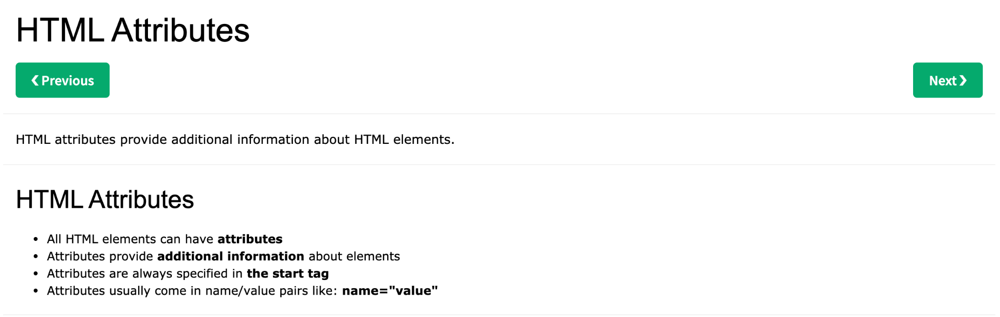 HTML Attributes
❮ Previous
Next ❯
HTML attributes provide additional information about HTML elements.
HTML Attributes
• All HTML elements can have attributes
• Attributes provide additional information about elements
• Attributes are always specified in the start tag
• Attributes usually come in name/value pairs like: name="value"